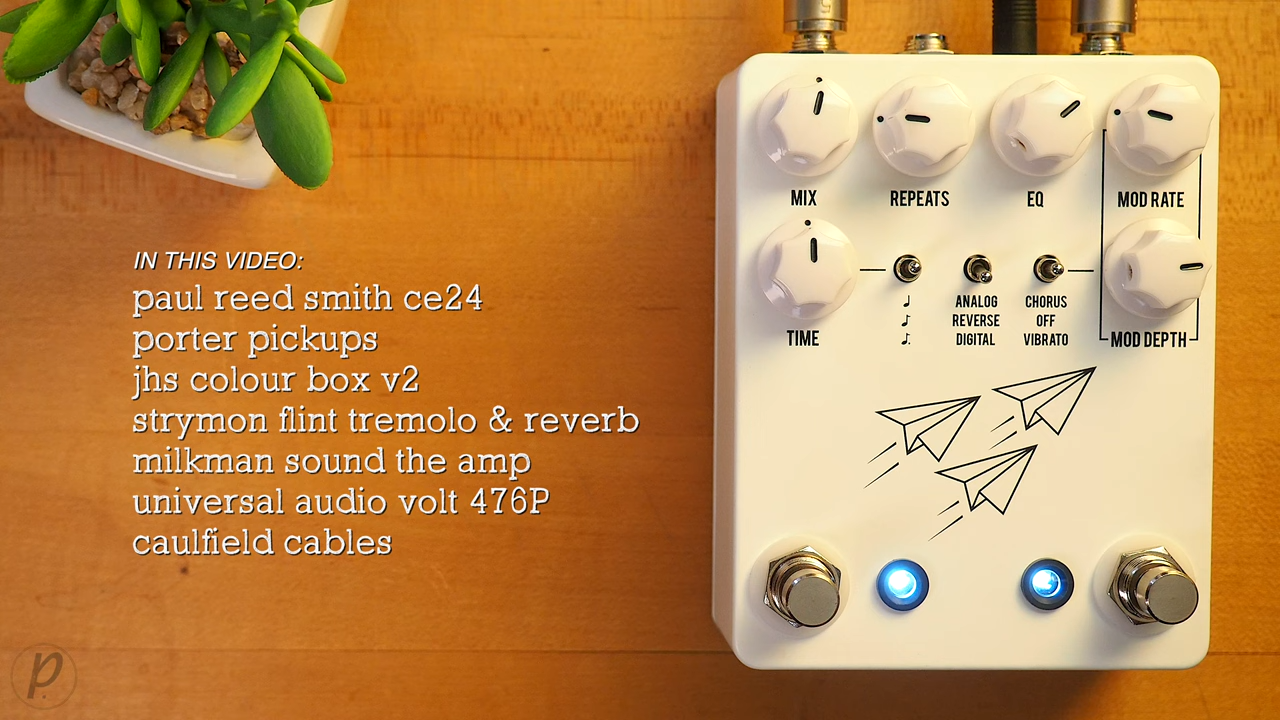 IN THIS VIDEO:
paul reed smith ce24
porter pickups
jhs colour box v2
strymon flint tremolo & reverb
milkman sound the amp
universal audio volt 476P
caulfield cables
p.
MIX
REPEATS
EQ
MOD RATE
TIME
ANALOG
REVERSE
DIGITAL
CHORUS
OFF
VIBRATO
MOD DEPTH